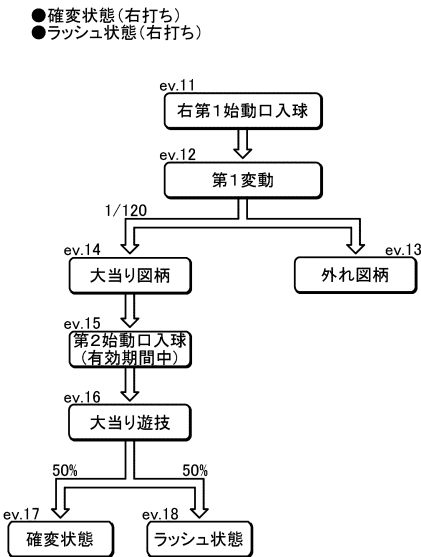 ●確変状態(右打ち)
●ラッシュ状態(右打ち)
ev.11
右第1始動口入球
ev.12
第1変動
1/120
ev.14
大当り図柄
ev.13
外れ図柄
ev.15
第2始動口入球
(有効期間中)
ev.16
大当り遊技
50%
50%
ev.17
確変状態
ev.18
ラッシュ状態